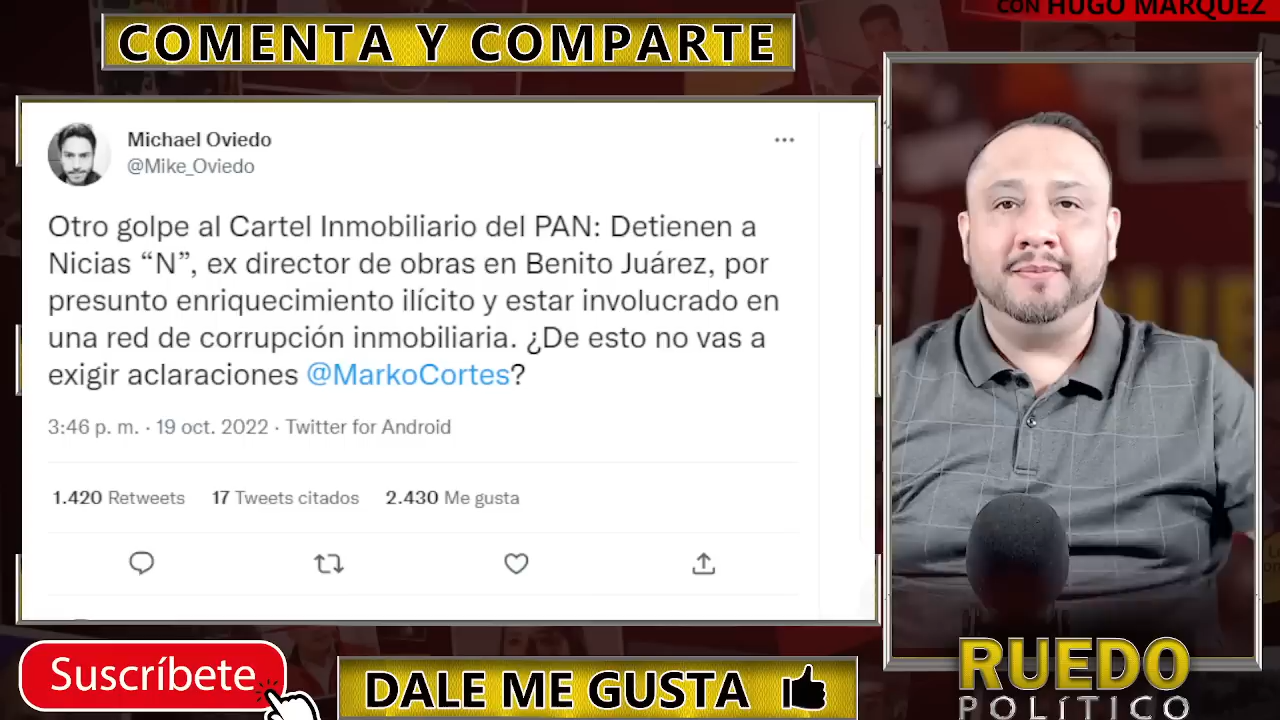 CON HUGO MÁRQUEZ
COMENTA Y COMPARTE
Michael Oviedo
@Mike_Oviedo
Otro golpe al Cartel Inmobiliario del PAN: Detienen a
Nicias “N”, ex director de obras en Benito Juárez, por
presunto enriquecimiento ilícito y estar involucrado en
una red de corrupción inmobiliaria. ¿De esto no vas a
exigir aclaraciones @MarkoCortes?
3:46 p. m. · 19 oct. 2022 · Twitter for Android
1.420 Retweets 17 Tweets citados 2.430 Me gusta
Suscríbete
DALE ME GUSTA
RUEDO
POLÍTICO